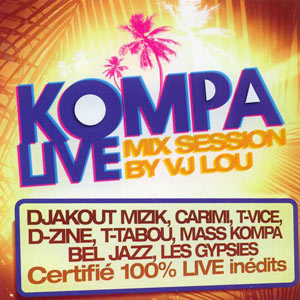 KOMPA
LIVE MIX SESSION
BY VJ LOU
DJAKOUT MIZIK, CARIMI, T-VICE,
D-ZINE, T-TABOÚ, MASS KOMPA
BEL JAZZ, LES GYPSIES
Certifié 100% LIVE inédits